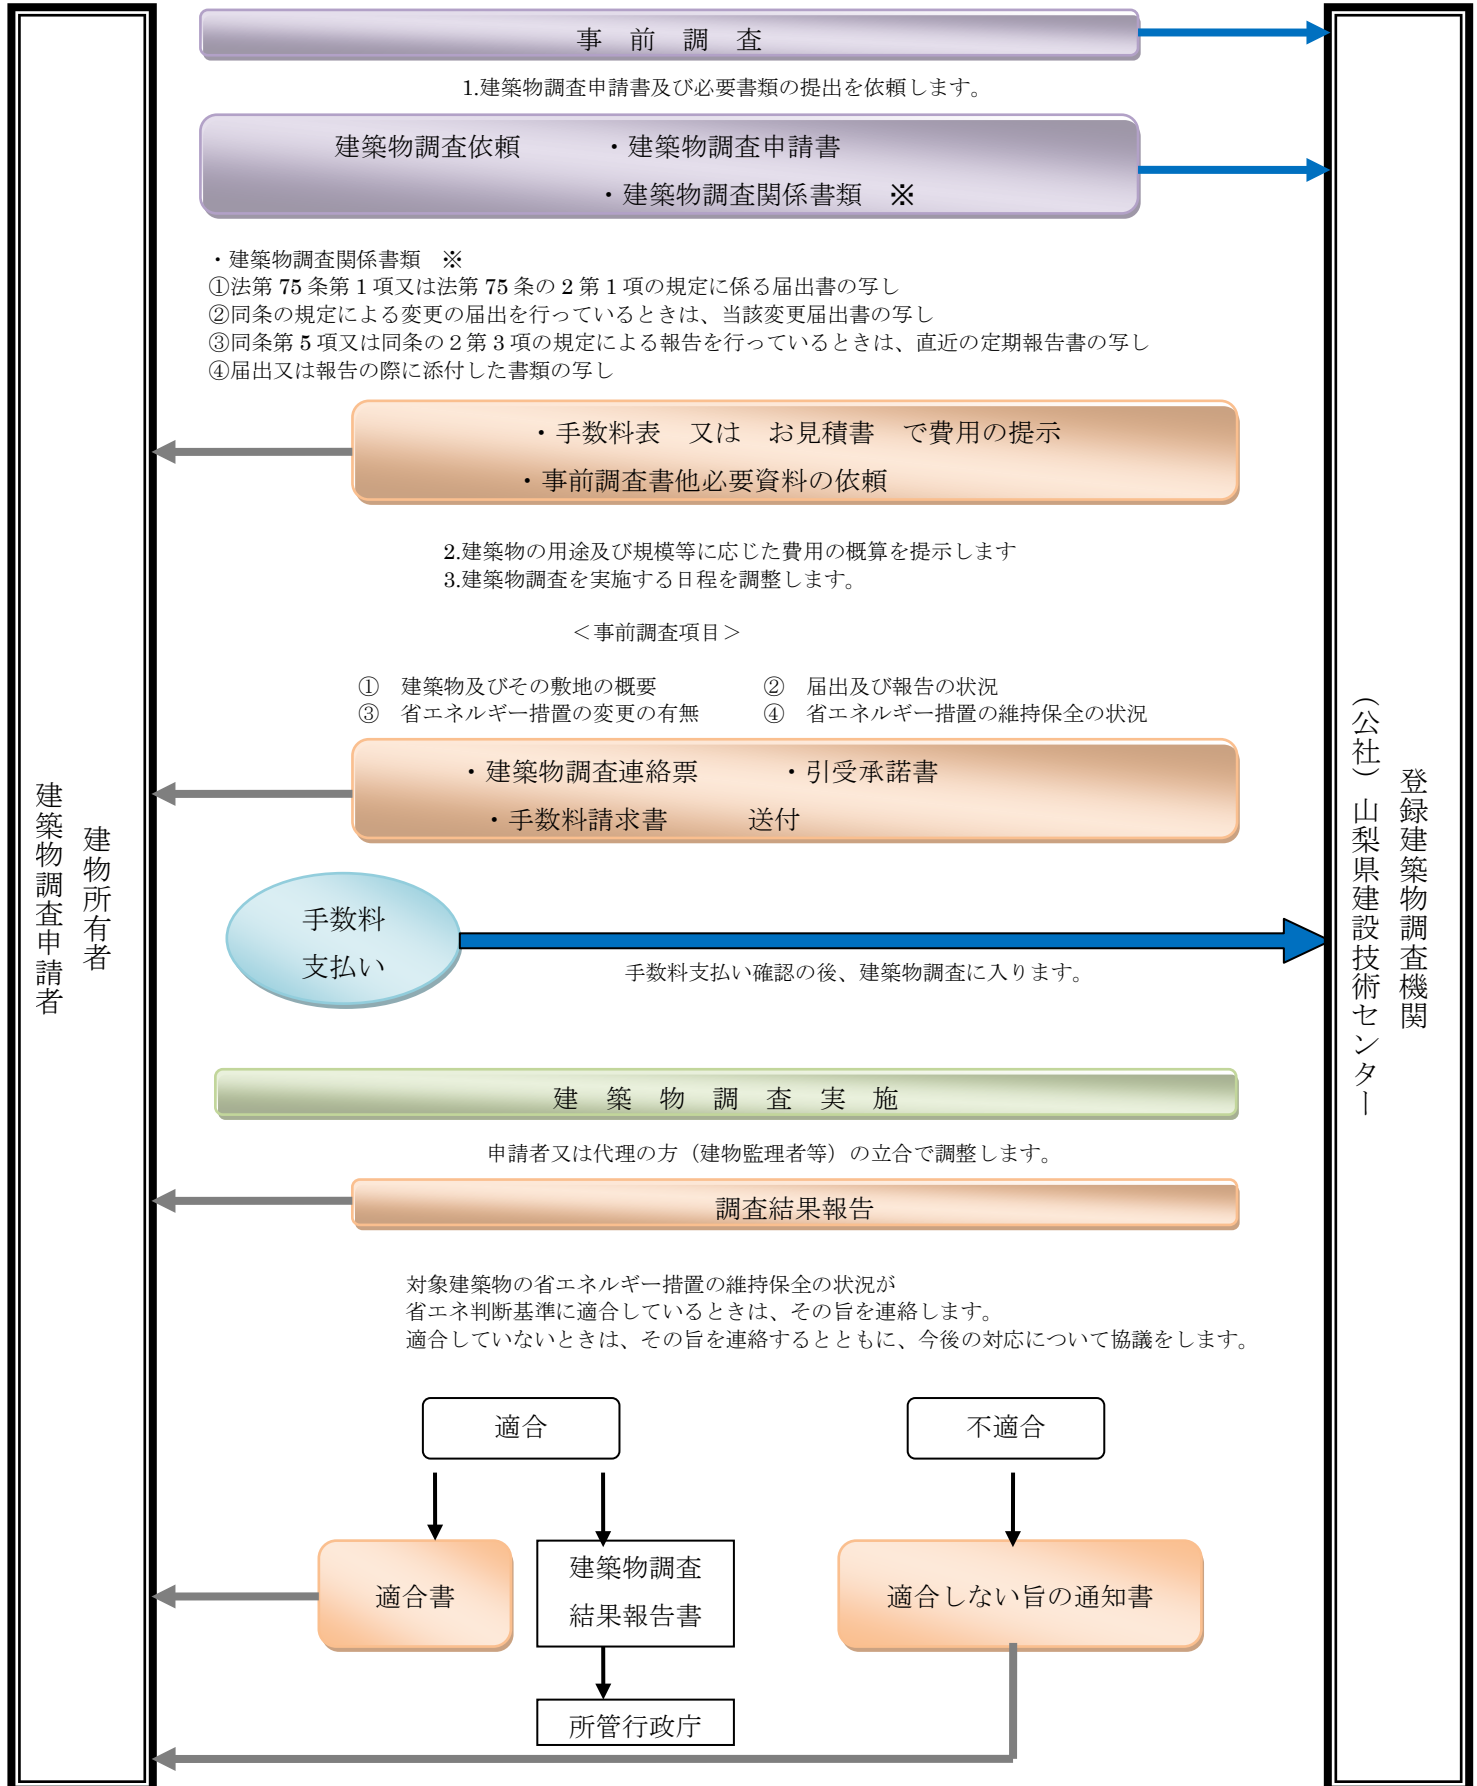 事　前　調　査
1.建築物調査申請書及び必要書類の提出を依頼します。
建築物調査依頼　　　・建築物調査申請書
・建築物調査関係書類　※
・建築物調査関係書類　※
①法第 75 条第 1 項又は法第 75 条の 2 第 1 項の規定に係る届出書の写し
②同条の規定による変更の届出を行っているときは、当該変更届出書の写し
③同条第 5 項又は同条の 2 第 3 項の規定による報告を行っているときは、直近の定期報告書の写し
④届出又は報告の際に添付した書類の写し
・手数料表　又は　お見積書　で費用の提示
・事前調査書他必要資料の依頼
2.建築物の用途及び規模等に応じた費用の概算を提示します
3.建築物調査を実施する日程を調整します。
＜事前調査項目＞
①　建築物及びその敷地の概要　　　　　②　届出及び報告の状況
③　省エネルギー措置の変更の有無　　　④　省エネルギー措置の維持保全の状況
・建築物調査連絡票　　　・引受承諾書
・手数料請求書　　　送付
手数料
支払い
手数料支払い確認の後、建築物調査に入ります。
建　築　物　調　査　実　施
申請者又は代理の方（建物監理者等）の立合で調整します。
調査結果報告
対象建築物の省エネルギー措置の維持保全の状況が
省エネ判断基準に適合しているときは、その旨を連絡します。
適合していないときは、その旨を連絡するとともに、今後の対応について協議をします。
適合
不適合
適合書
建築物調査
結果報告書
適合しない旨の通知書
所管行政庁
建物所有者
建築物調査申請者
登録建築物調査機関
（公社）山梨県建設技術センター